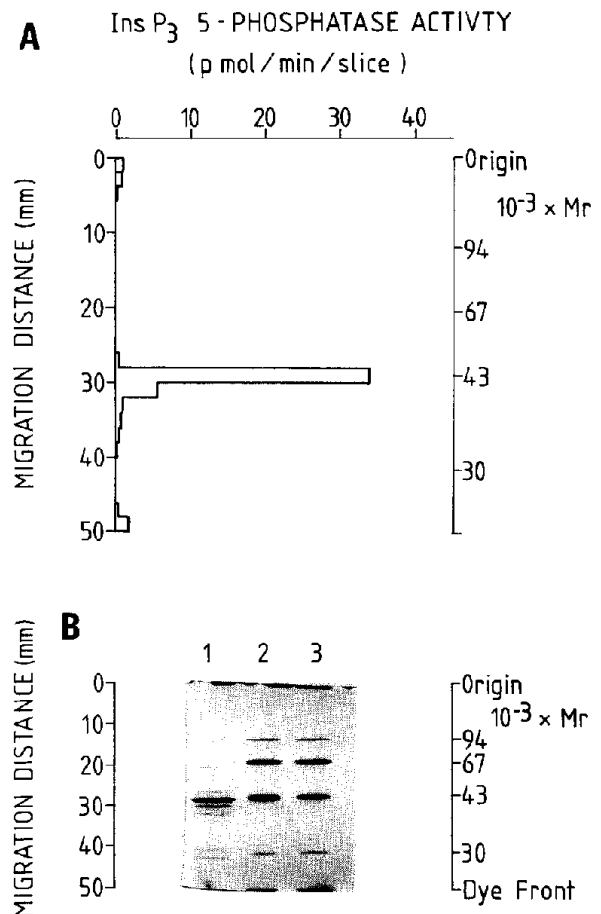 A
Ins P3 5-PHOSPHATASE ACTIVTY
(p mol/min/slice)
0 10 20 30 40
MIGRATION DISTANCE (mm)
0
10
20
30
40
50
Origin
10-3 x Mr
94
67
43
30
B
1 2 3
MIGRATION DISTANCE (mm)
0
10
20
30
40
50
Origin
10-3 x Mr
94
67
43
30
Dye Front